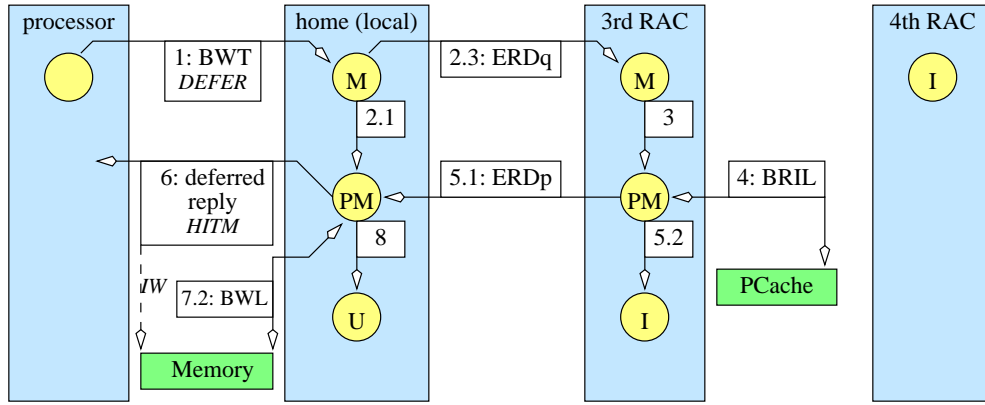 processor
home (local)
3rd RAC
4th RAC
1: BWT
DEFER
2.3: ERDq
M
M
I
2.1
3
6: deferred
reply
HITM
5.1: ERDp
4: BRIL
PM
PM
8
5.2
IW
7.2: BWL
PCache
U
I
Memory